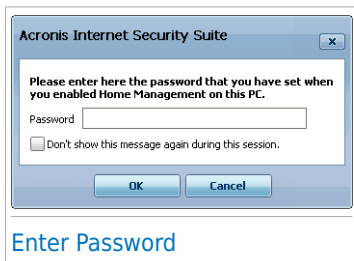 Acronis Internet Security Suite
Please enter here the password that you have set when
you enabled Home Management on this PC.
Password
Don't show this message again during this session.
OK Cancel
Enter Password